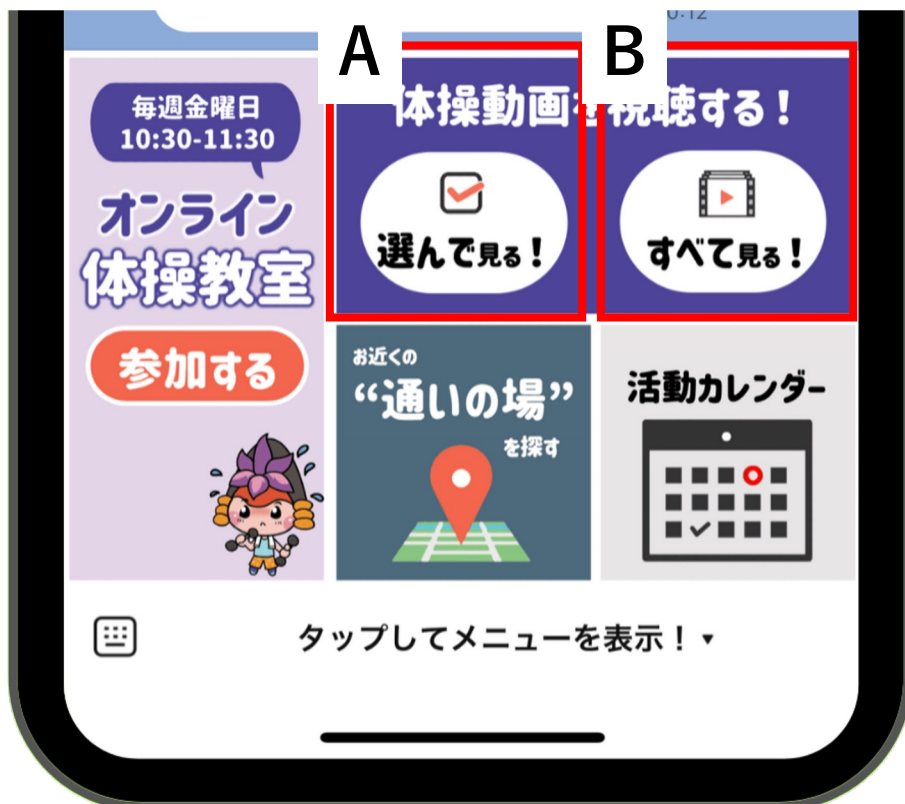 A
B
毎週金曜日
10:30-11:30
オンライン
体操教室
参加する
体操動画を視聴する!
選んで見る!
すべて見る!
お近くの
“通いの場”
を探す
活動カレンダー
タップしてメニューを表示! ▾